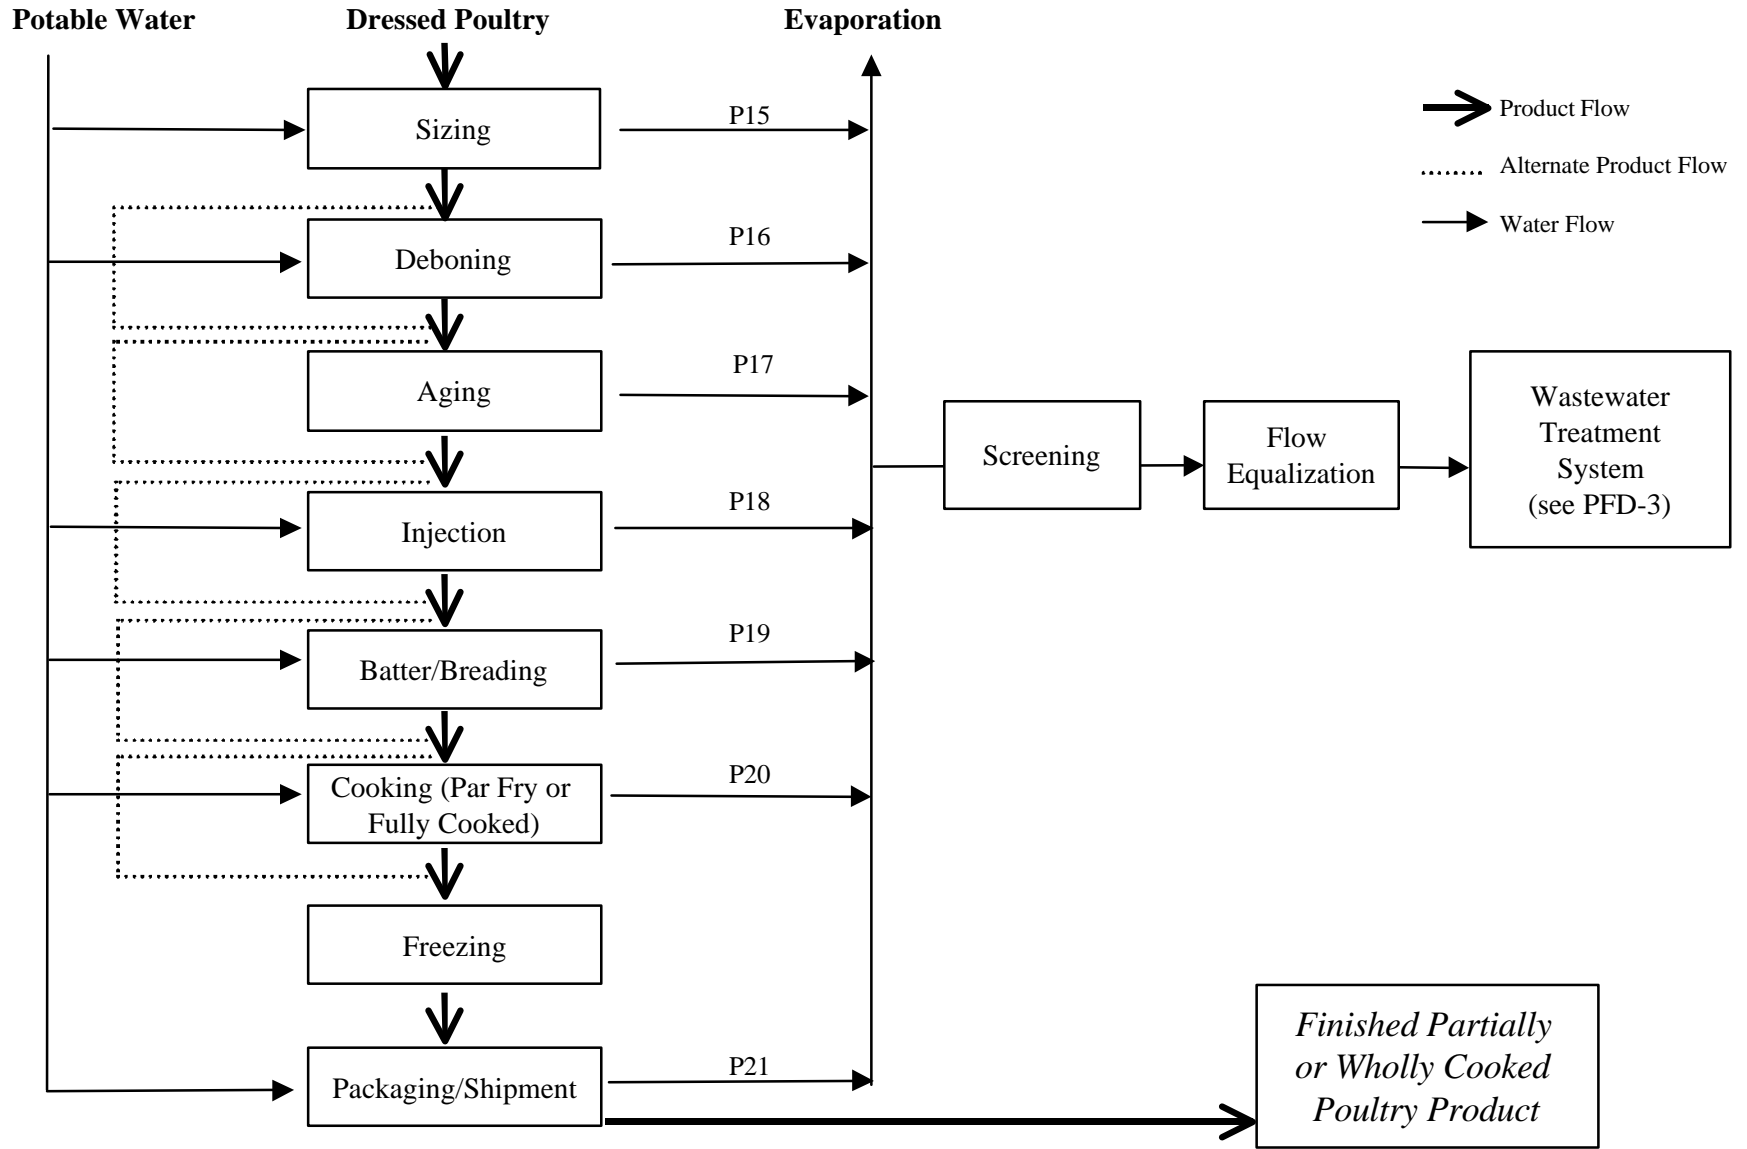 Potable Water
Dressed Poultry
Evaporation
Product Flow
Alternate Product Flow
Water Flow
Sizing
P15
Deboning
P16
Aging
P17
Injection
P18
Batter/Breading
P19
Cooking (Par Fry or
Fully Cooked)
P20
Freezing
Packaging/Shipment
P21
Screening
Flow
Equalization
Wastewater
Treatment
System
(see PFD-3)
Finished Partially
or Wholly Cooked
Poultry Product